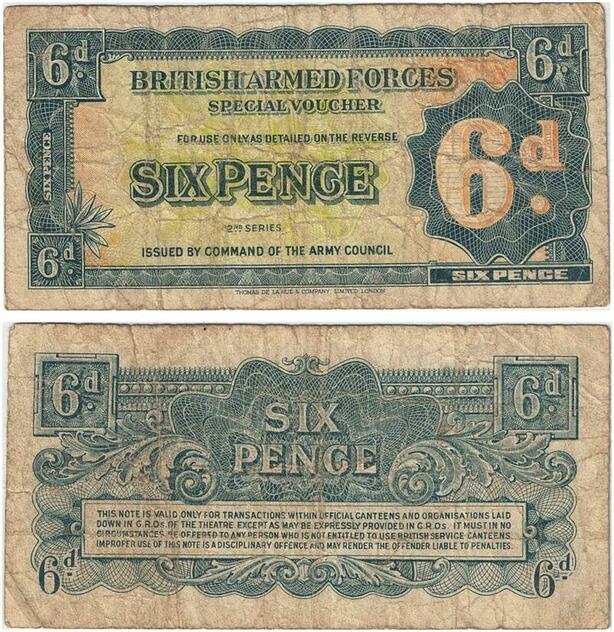 6d
6d
BRITISH ARMED FORCES
SPECIAL VOUCHER
FOR USE ONLY AS DETAILED ON THE REVERSE
SIXPENCE
SIX PENCE
6d
2ND SERIES
ISSUED BY COMMAND OF THE ARMY COUNCIL
6d
SIX PENCE
THOMAS DE LA RUE & COMPANY, LIMITED, LONDON
6d
6d
SIX
PENCE
THIS NOTE IS VALID ONLY FOR TRANSACTIONS WITHIN OFFICIAL CANTEENS AND ORGANISATIONS LAID
DOWN IN G.R.Os. OF THE THEATRE EXCEPT AS MAY BE EXPRESSLY PROVIDED IN G.R.Os. IT MUST IN NO
CIRCUMSTANCES BE OFFERED TO ANY PERSON WHO IS NOT ENTITLED TO USE BRITISH SERVICE CANTEENS.
IMPROPER USE OF THIS NOTE IS A DISCIPLINARY OFFENCE AND MAY RENDER THE OFFENDER LIABLE TO PENALTIES.
6d
6d